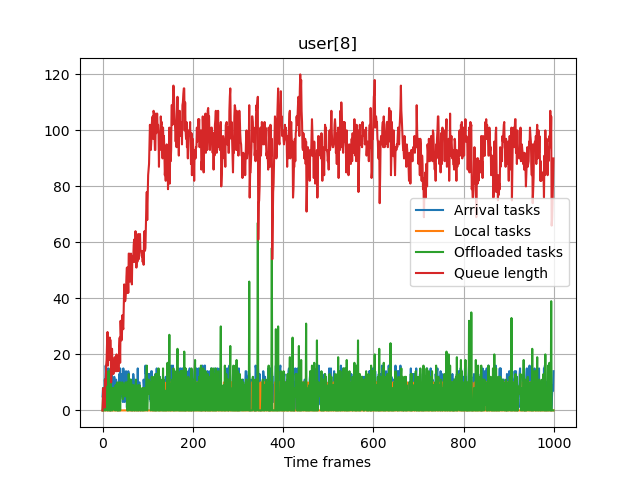 user[8]
120
100
80
60
40
20
0
Arrival tasks
Local tasks
Offloaded tasks
Queue length
0 200 400 600 800 1000
Time frames